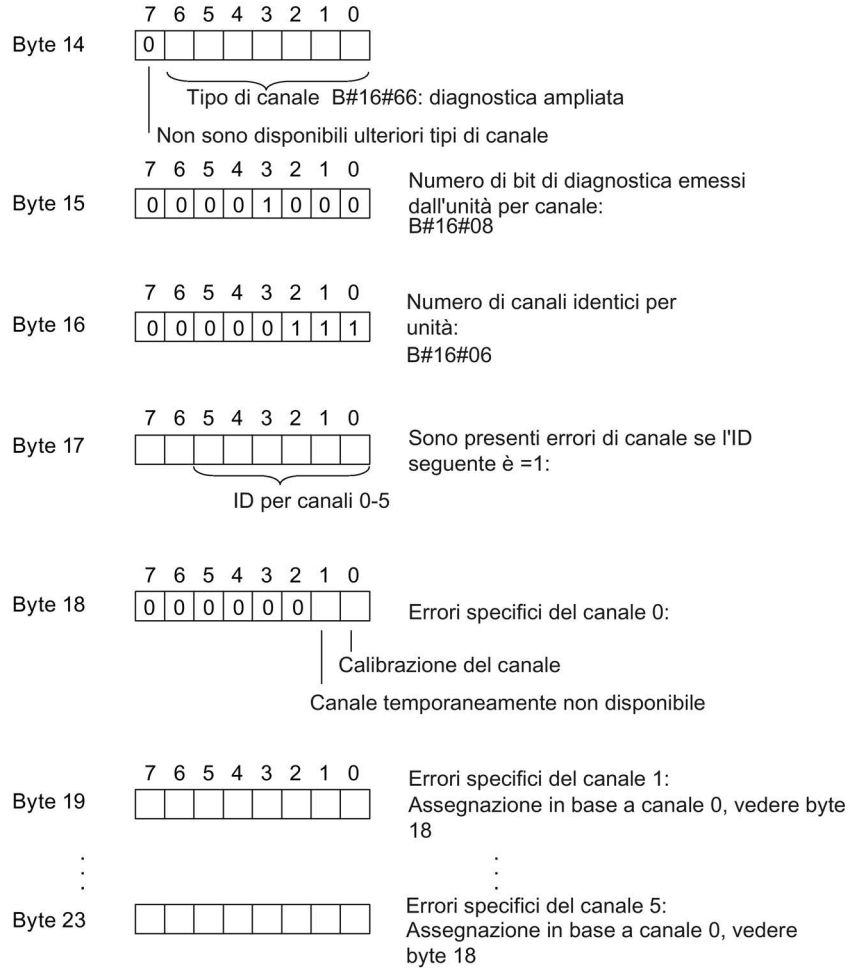 7 6 5 4 3 2 1 0
Byte 14 0
Tipo di canale B#16#66: diagnostica ampliata
Non sono disponibili ulteriori tipi di canale
7 6 5 4 3 2 1 0
Byte 15 0 0 0 0 1 0 0 0
Numero di bit di diagnostica emessi
dall'unità per canale:
B#16#08
7 6 5 4 3 2 1 0
Byte 16 0 0 0 0 0 1 1 1
Numero di canali identici per
unità:
B#16#06
7 6 5 4 3 2 1 0
Byte 17
Sono presenti errori di canale se l'ID
seguente è =1:
ID per canali 0-5
7 6 5 4 3 2 1 0
Byte 18 0 0 0 0 0 0
Errori specifici del canale 0:
Calibrazione del canale
Canale temporaneamente non disponibile
7 6 5 4 3 2 1 0
Byte 19
Errori specifici del canale 1:
Assegnazione in base a canale 0, vedere byte
18
Byte 23
Errori specifici del canale 5:
Assegnazione in base a canale 0, vedere
byte 18